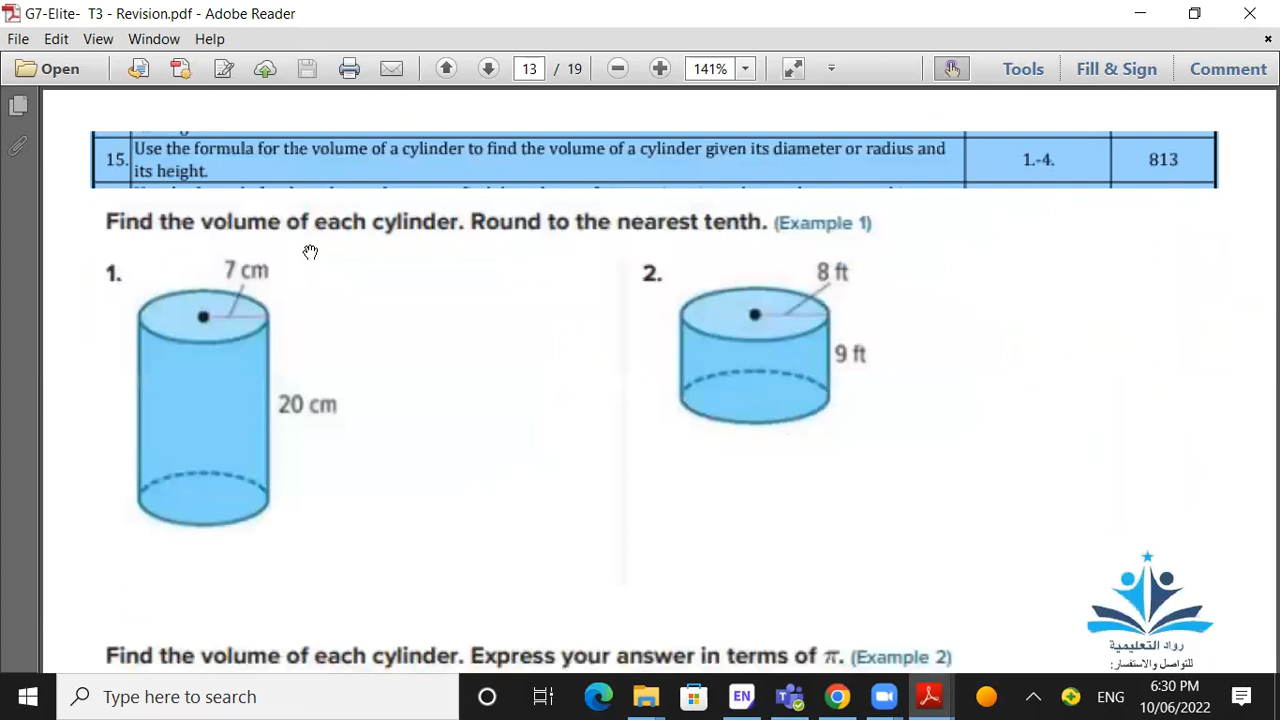 G7-Elite- T3 - Revision.pdf - Adobe Reader
File Edit View Window Help
Open 13 / 19 141% Tools Fill & Sign Comment
15. Use the formula for the volume of a cylinder to find the volume of a cylinder given its diameter or radius and its height. 1.-4. 813
Find the volume of each cylinder. Round to the nearest tenth. (Example 1)
1. 7 cm
20 cm
2. 8 ft
9 ft
رواد التعليمية
للتواصل والاستفسار:
Find the volume of each cylinder. Express your answer in terms of π. (Example 2)
Type here to search EN ENG 6:30 PM
10/06/2022